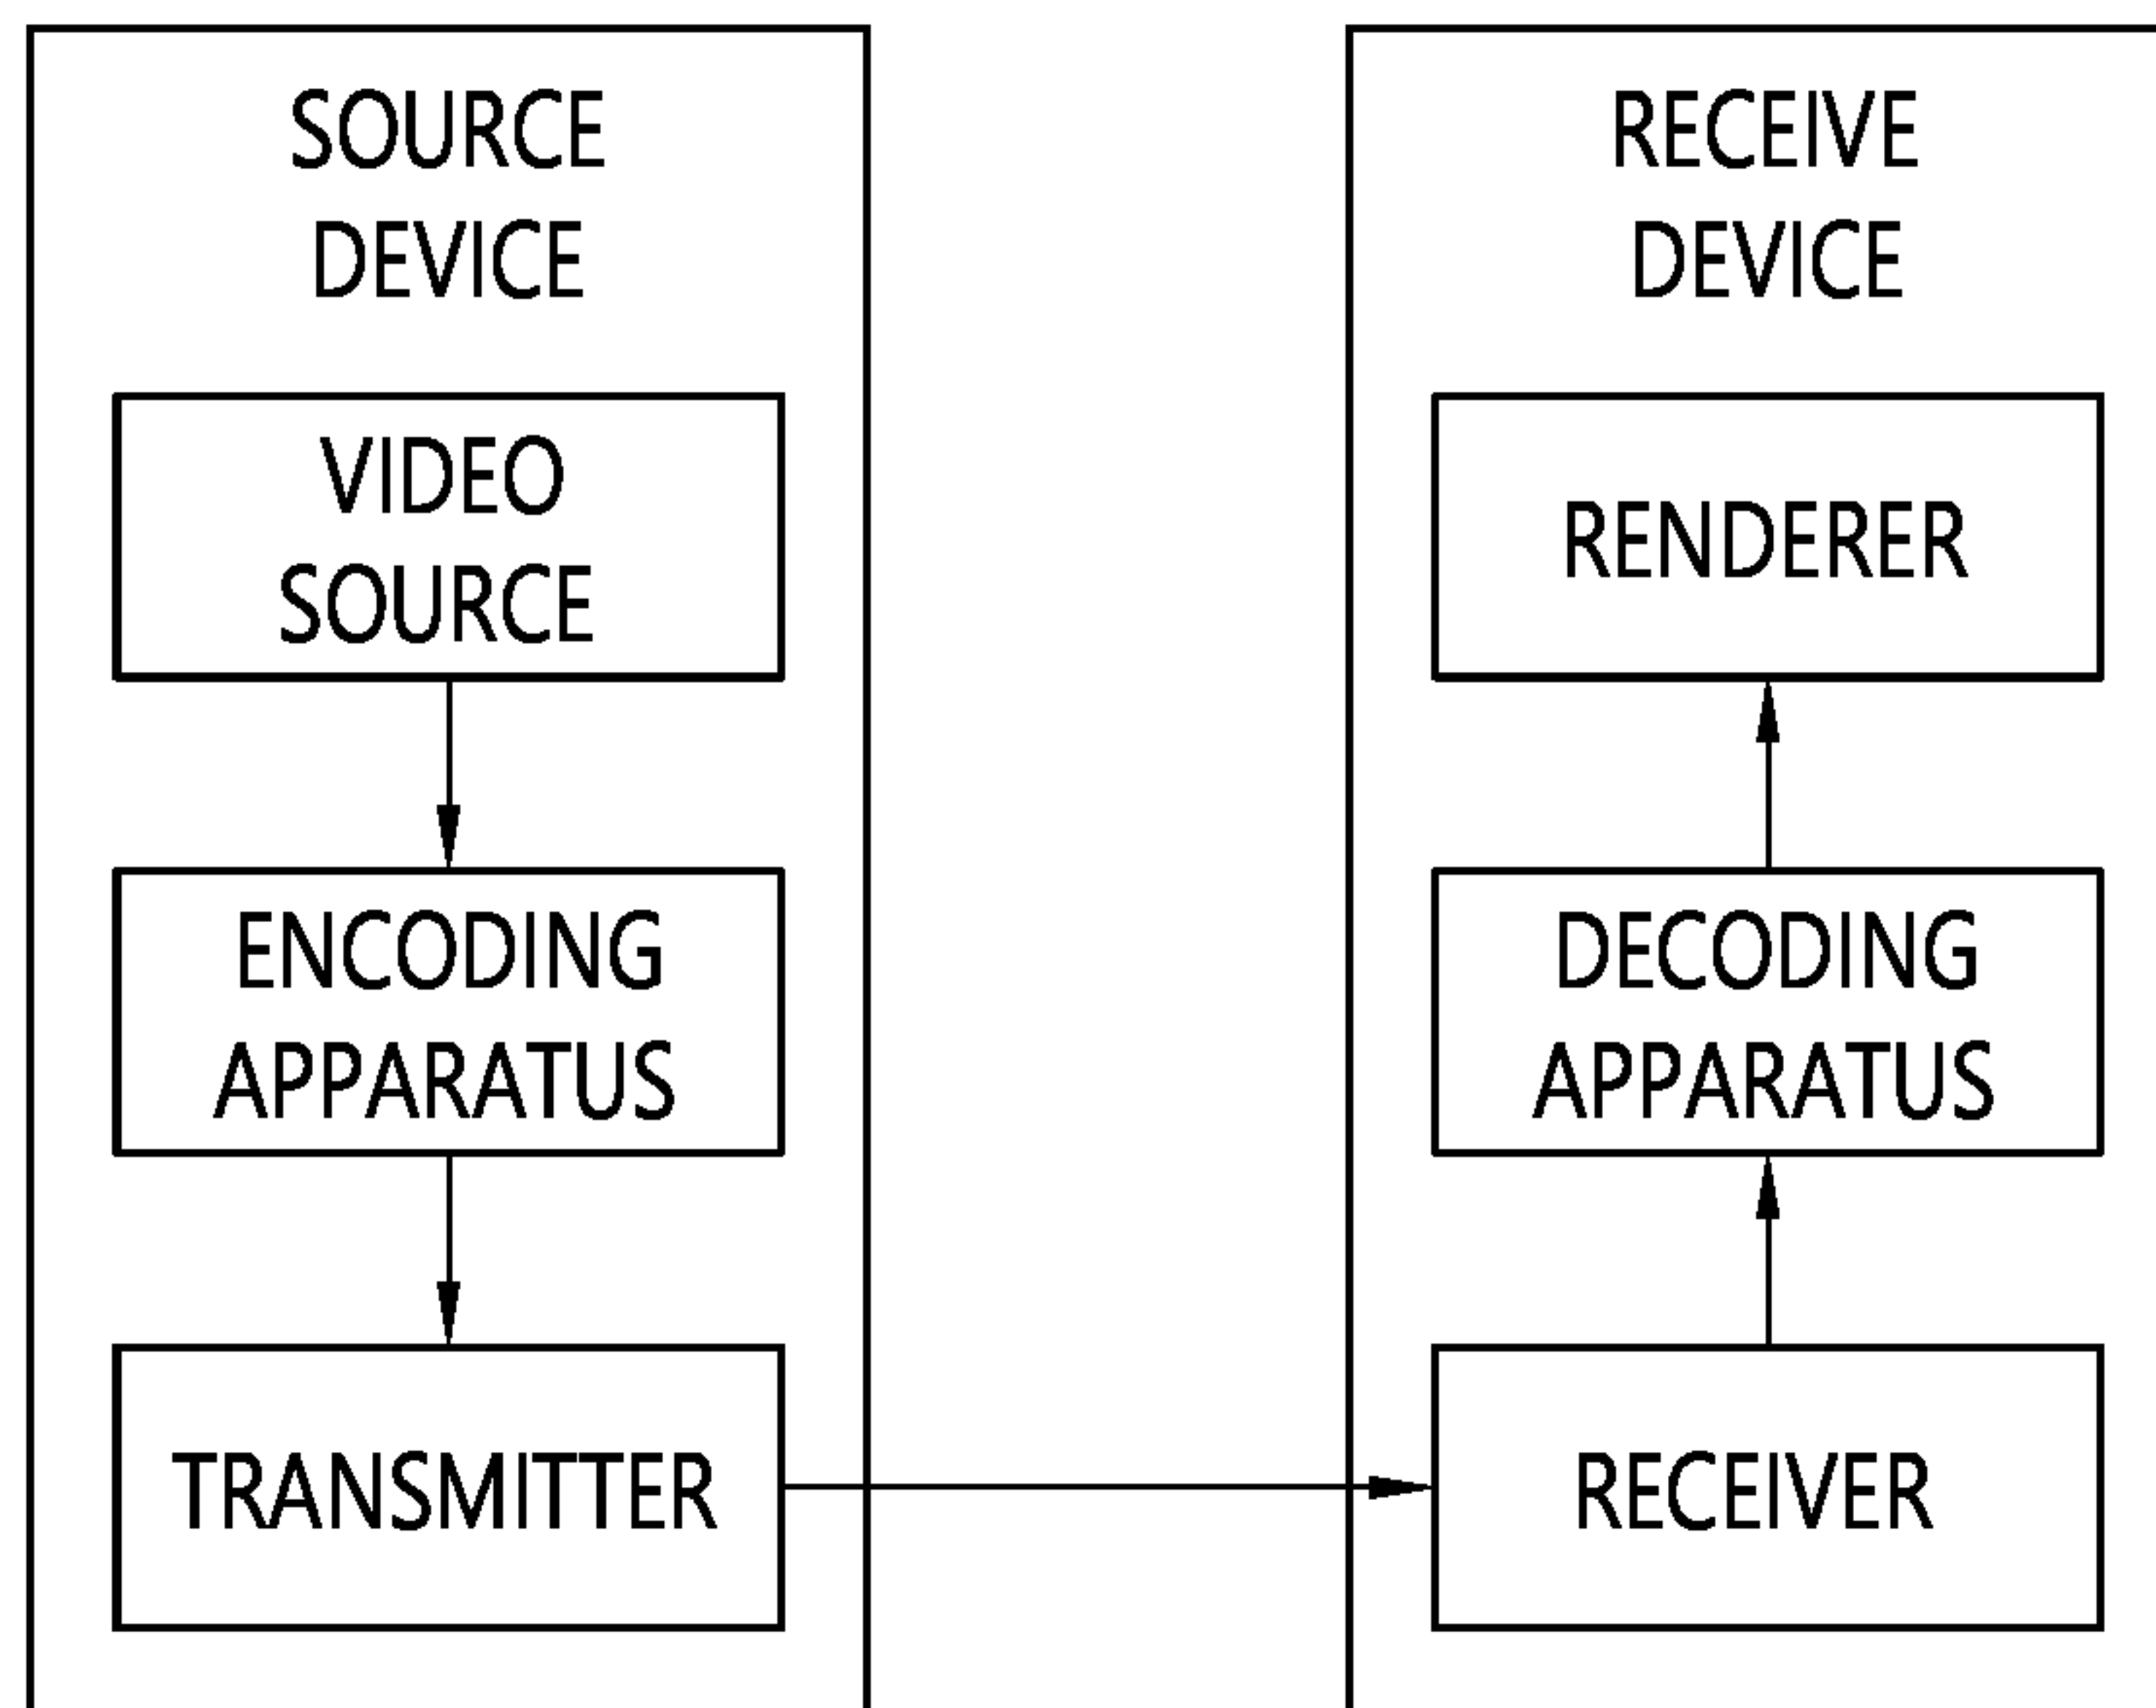 SOURCE
DEVICE
VIDEO
SOURCE
ENCODING
APPARATUS
TRANSMITTER
RECEIVE
DEVICE
RENDERER
DECODING
APPARATUS
RECEIVER